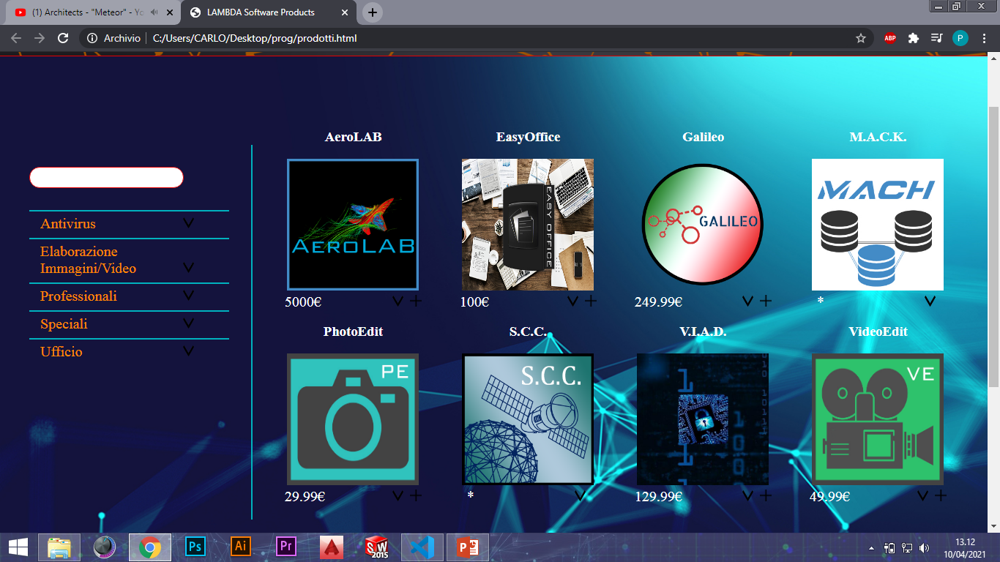 (1) Architects - "Meteor" - Yo
LAMBDA Software Products
Archivio
C:/Users/CARLO/Desktop/prog/prodotti.html
ABP
P
AeroLAB
EasyOffice
Galileo
M.A.C.K.
Antivirus
Elaborazione
Immagini/Video
Professionali
Speciali
Ufficio
AEROLAB
EASY OFFICE
GALILEO
MACH
5000€
100€
249.99€
*
PhotoEdit
S.C.C.
V.I.A.D.
VideoEdit
PE
S.C.C.
VE
29.99€
*
129.99€
49.99€
Ps
Ai
Pr
A
SW
2015
P
13.12
10/04/2021